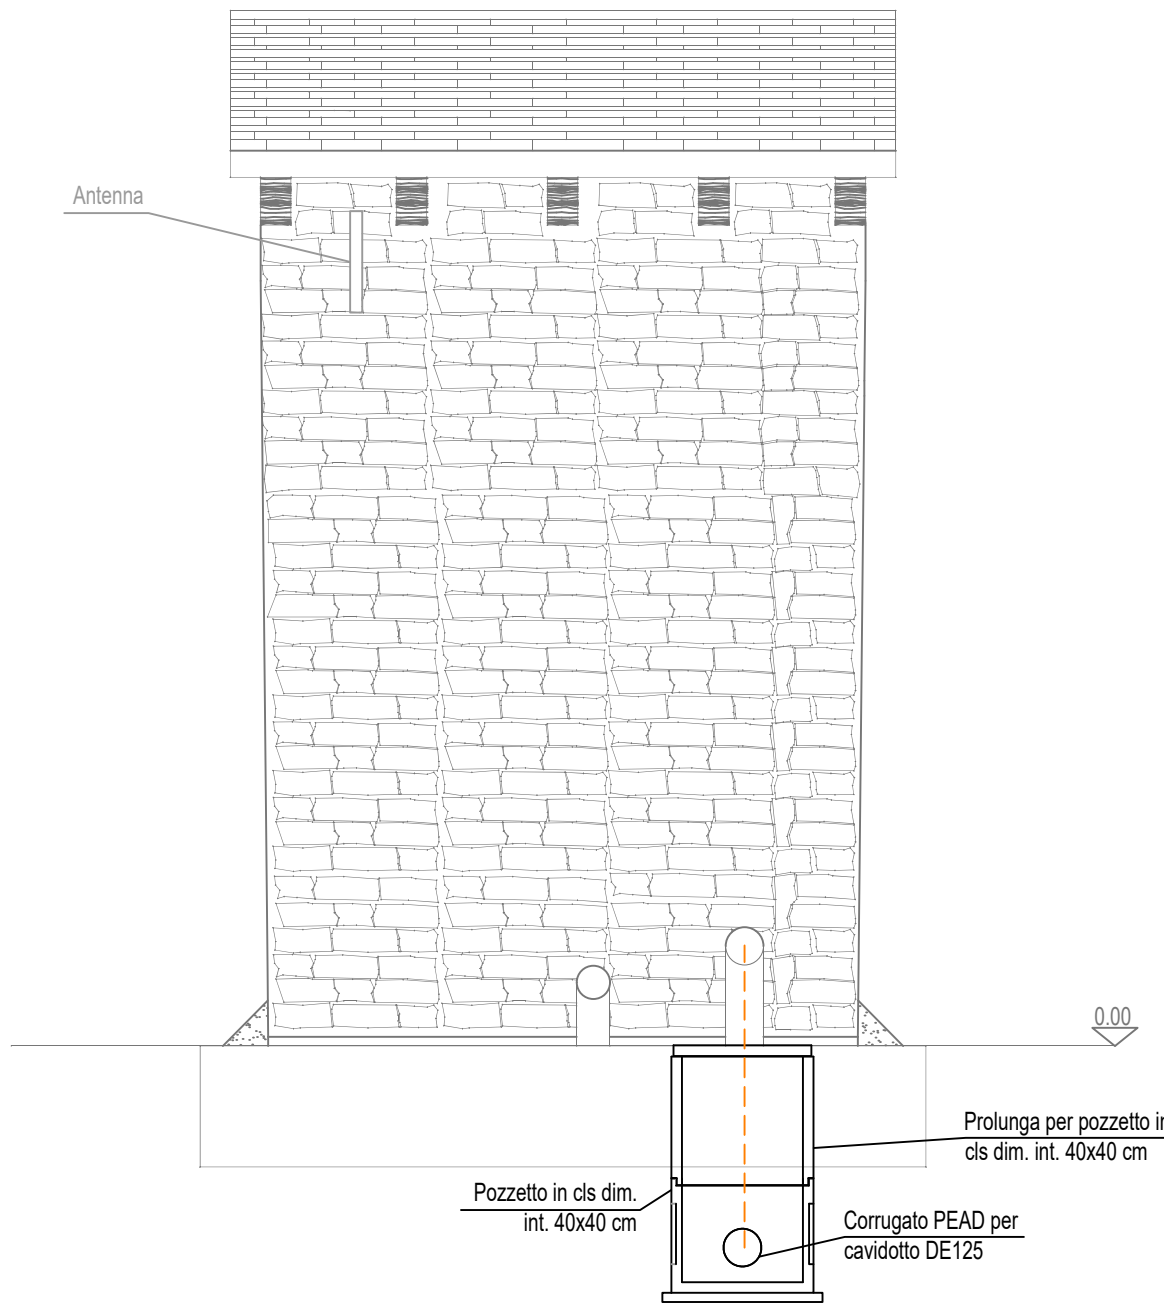 Antenna
0.00
Prolunga per pozzetto in
cls dim. int. 40x40 cm
Pozzetto in cls dim.
int. 40x40 cm
Corrugato PEAD per
cavidotto DE125